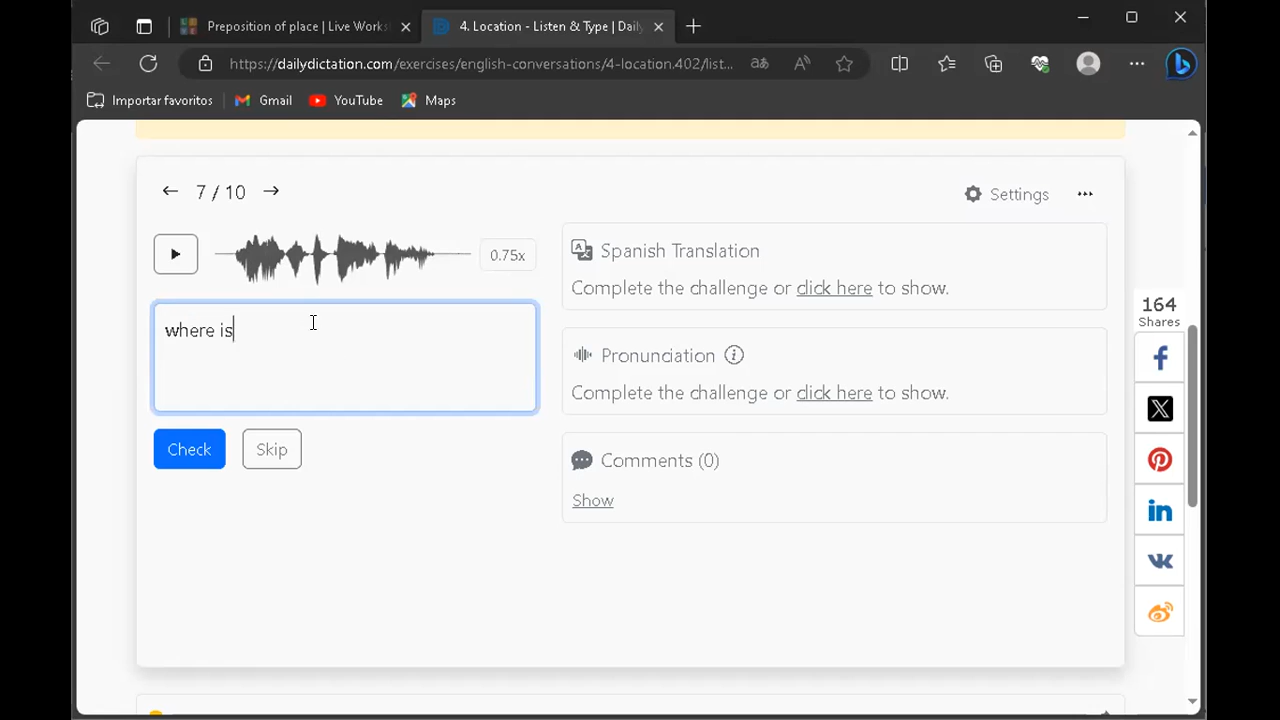 Preposition of place | Live Works
4. Location - Listen & Type | Daily
https://dailydictation.com/exercises/english-conversations/4-location.402/list...
Importar favoritos
Gmail
YouTube
Maps
7 / 10
Settings
0.75x
where is
Check
Skip
Spanish Translation
Complete the challenge or click here to show.
Pronunciation
Complete the challenge or click here to show.
Comments (0)
Show
164
Shares